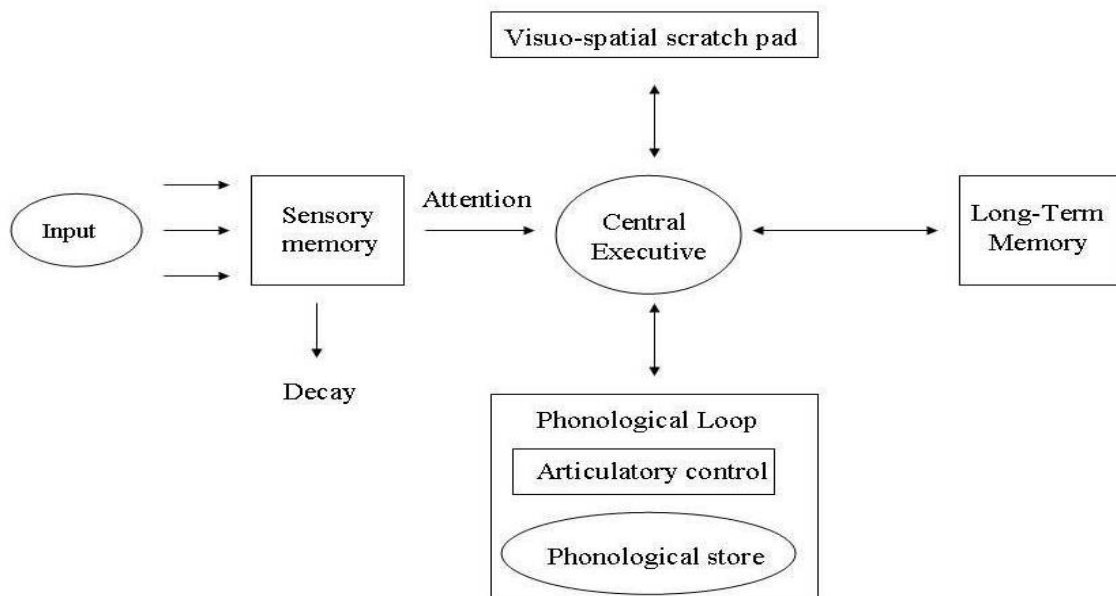 Visuo-spatial scratch pad
Input
Sensory
memory
Attention
Central
Executive
Long-Term
Memory
Decay
Phonological Loop
Articulatory control
Phonological store